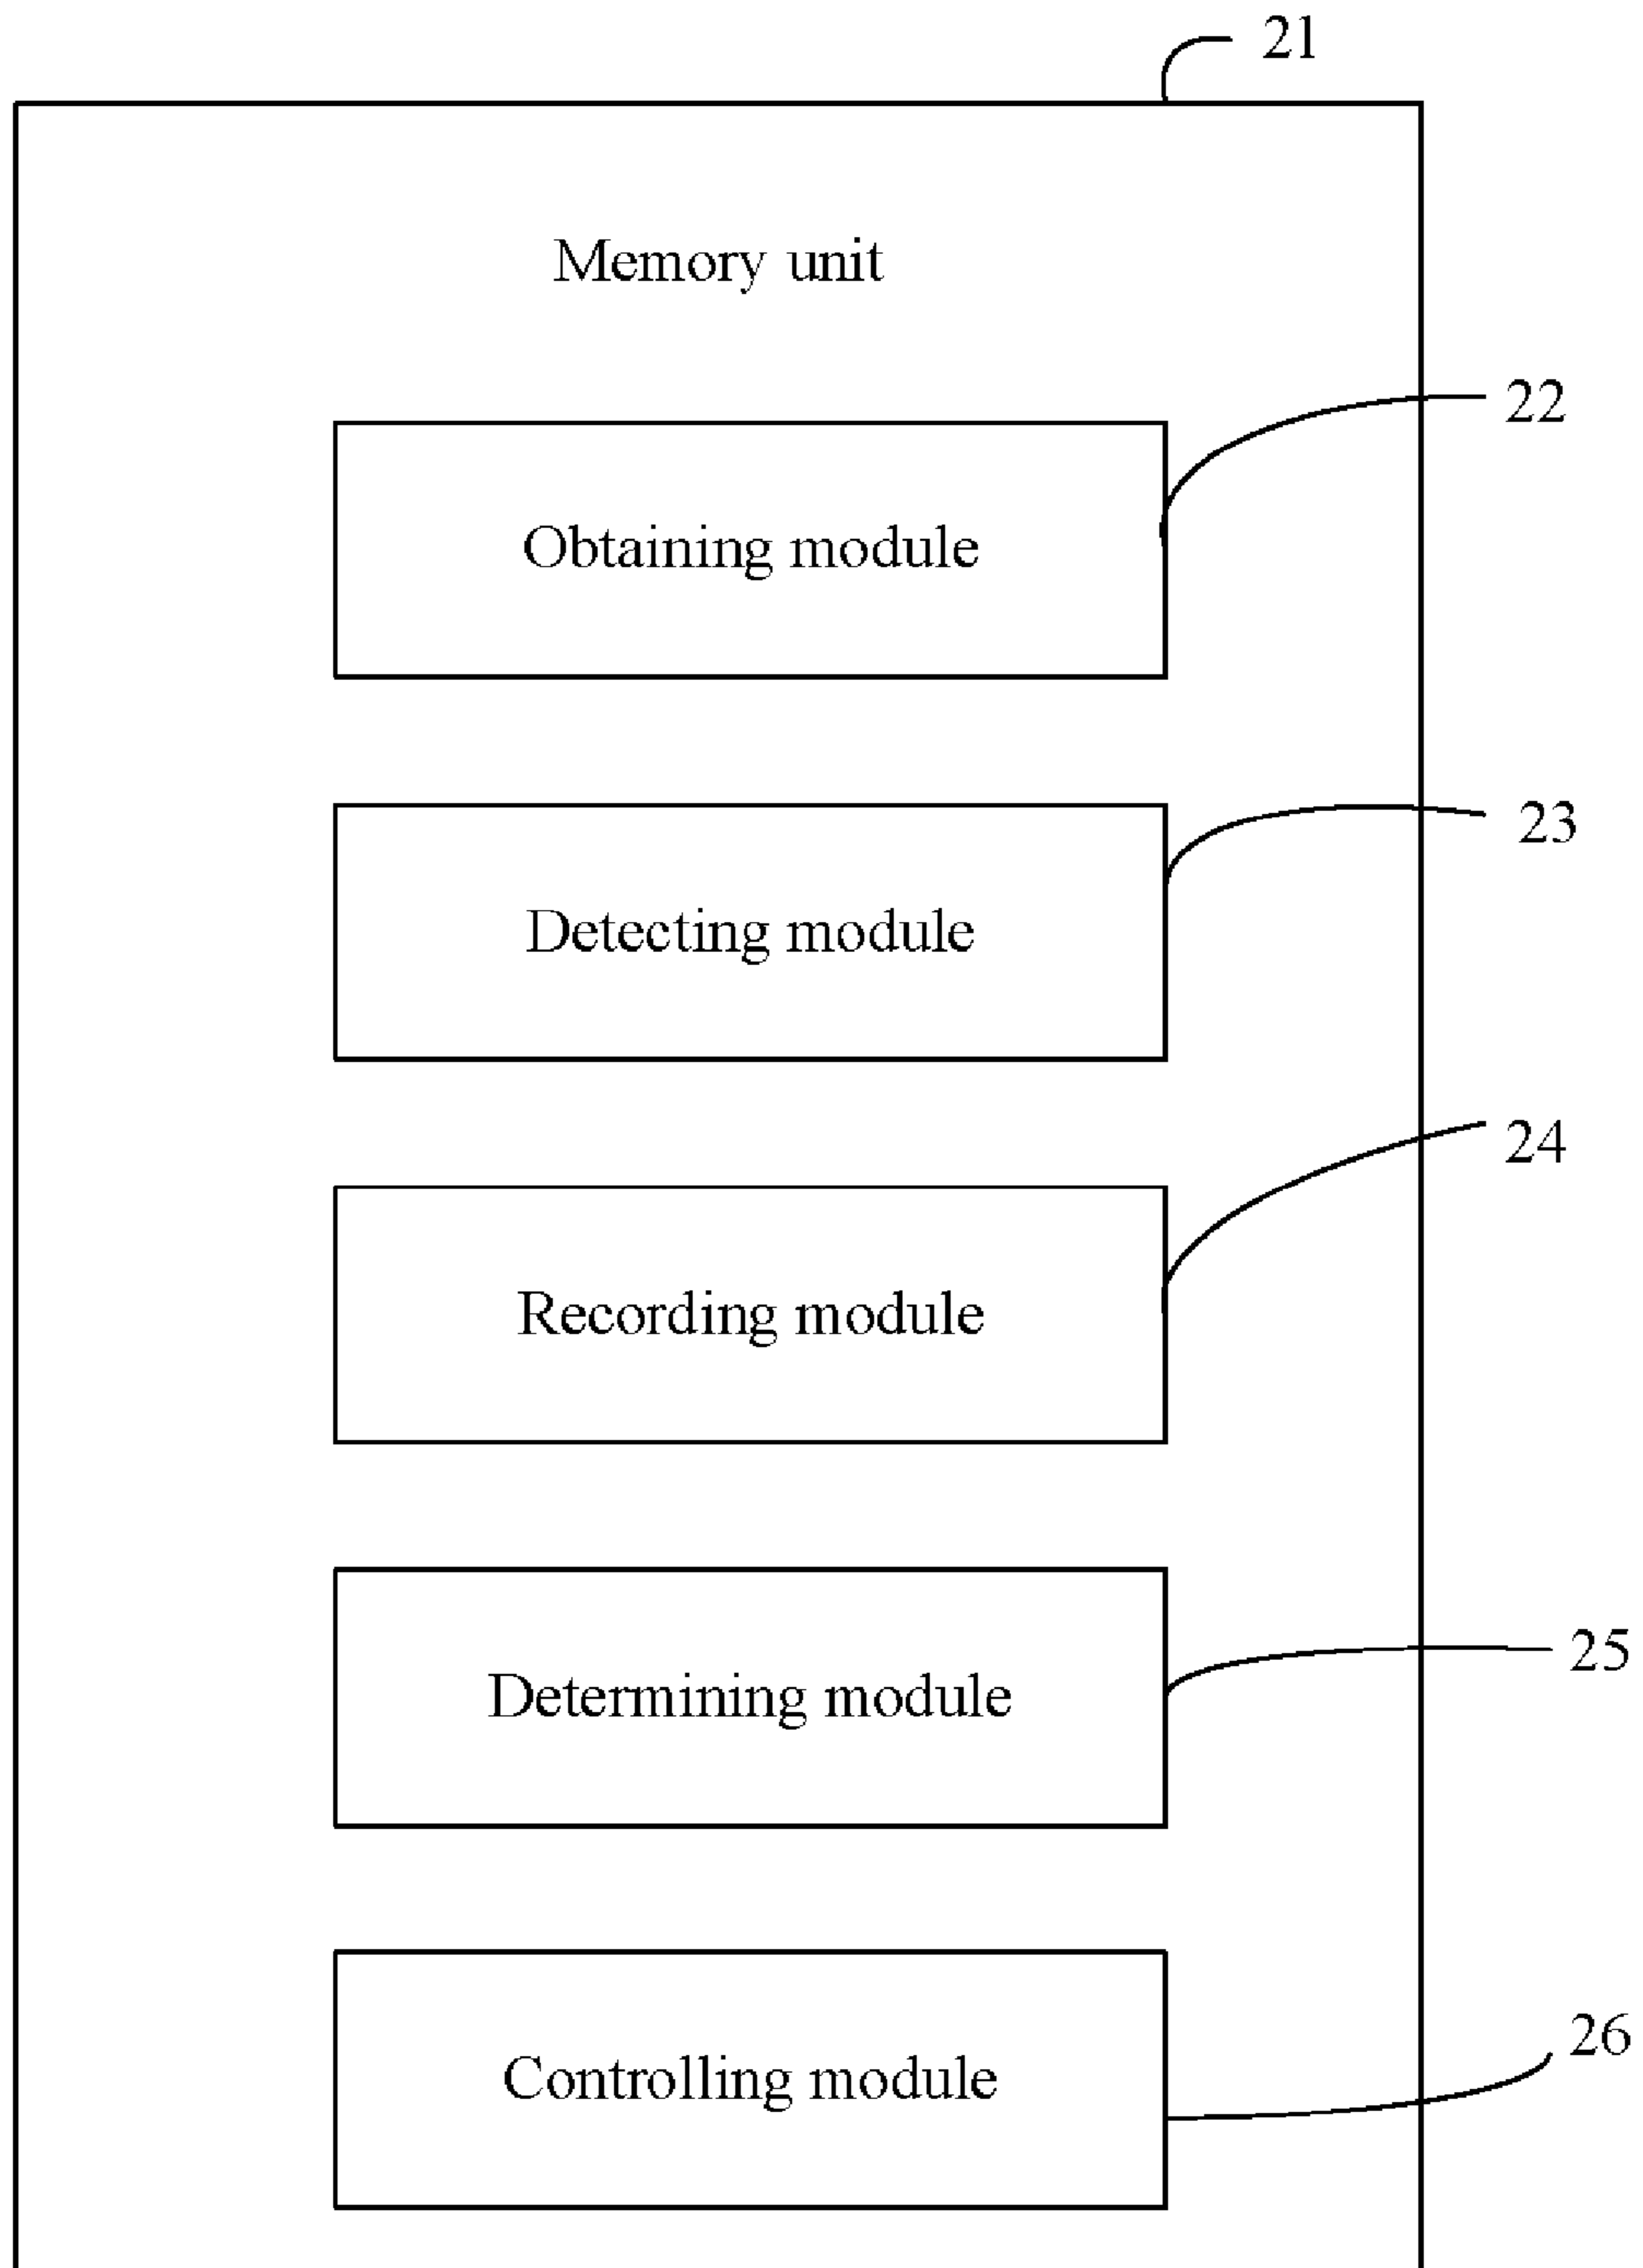 21
Memory unit
22
Obtaining module
23
Detecting module
24
Recording module
25
Determining module
26
Controlling module